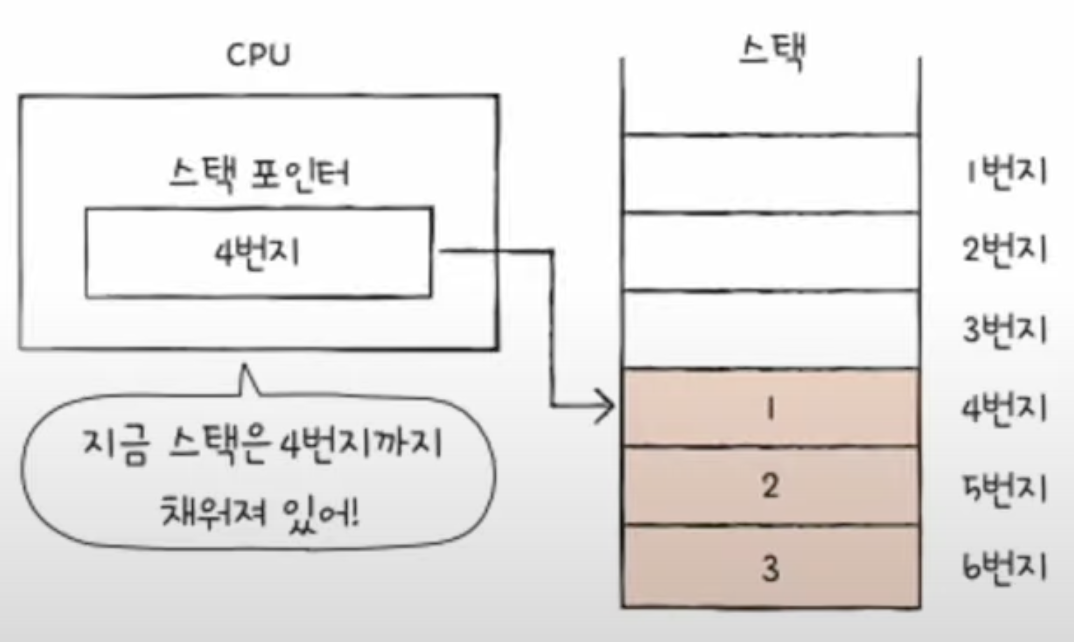 CPU
스택 포인터
4번지
지금 스택은 4번지까지
채워져 있어!
스택
1번지
2번지
3번지
1
4번지
2
5번지
3
6번지